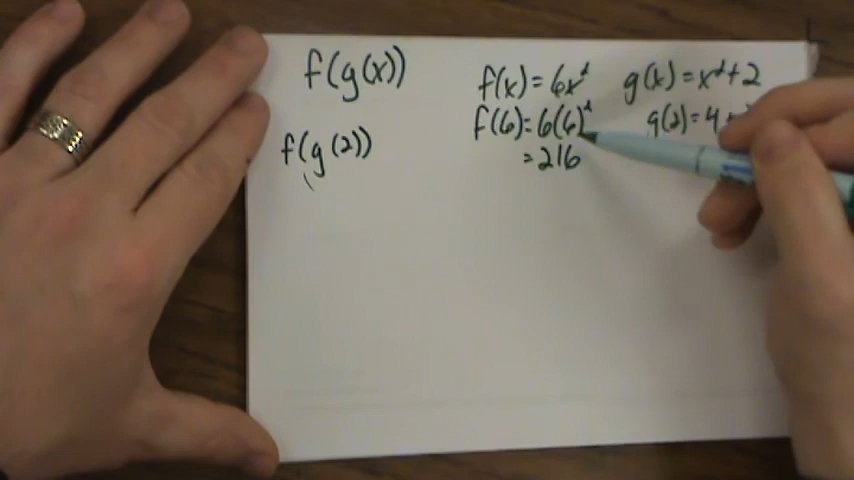 f(g(x))
f(x)=6x² g(x)=x²+2
f(6)=6(6)² g(2)=4+
=216
f(g(2))